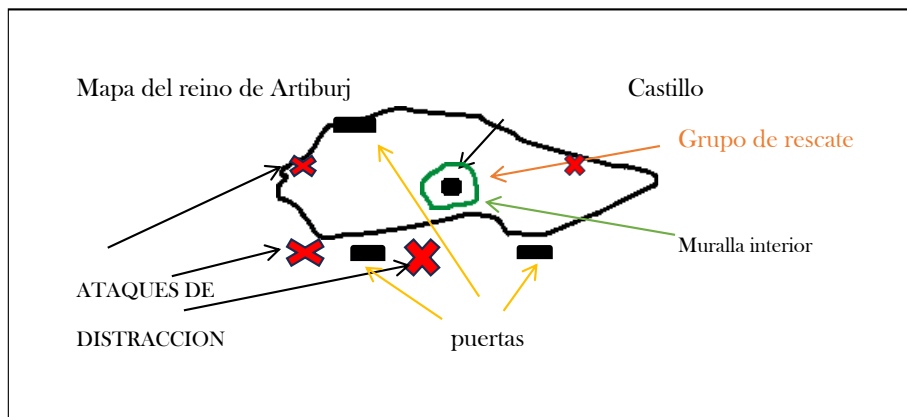 Mapa del reino de Artiburj
Castillo
Grupo de rescate
Muralla interior
ATAQUES DE
DISTRACCION
puertas